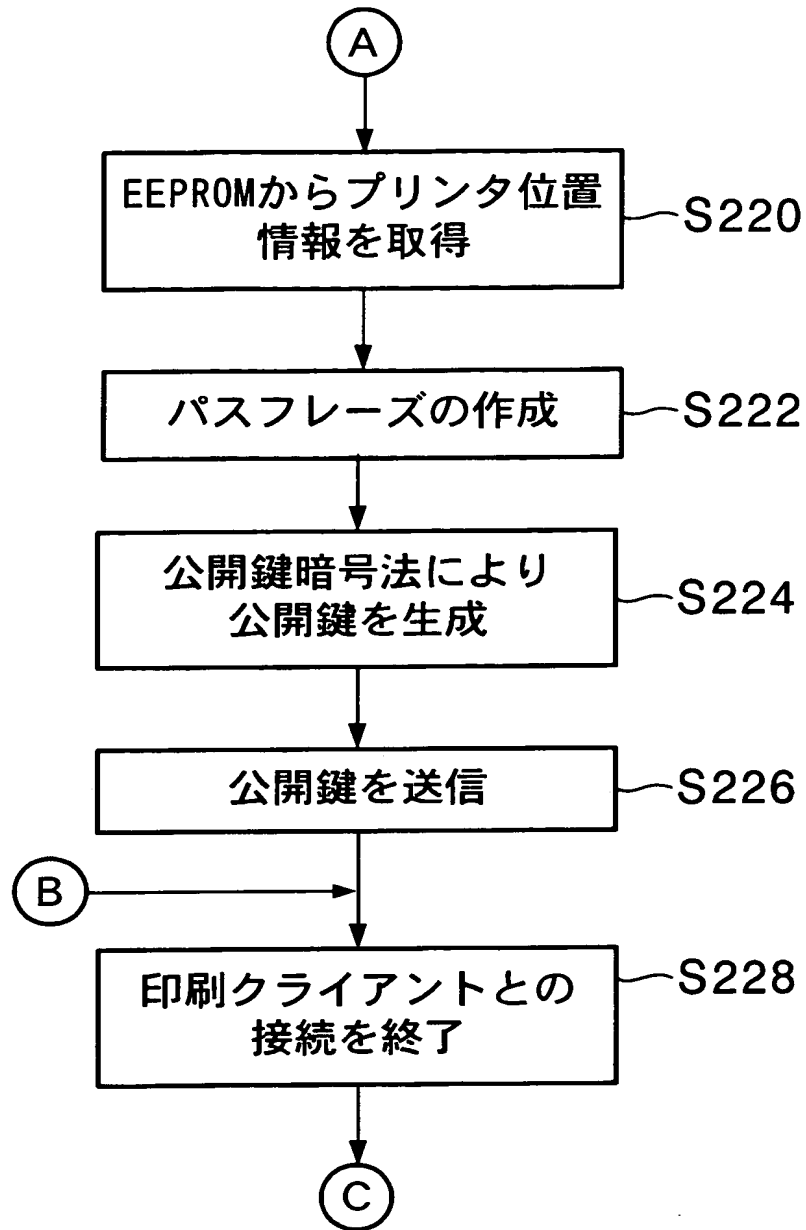 A
EEPROMからプリンタ位置
情報を取得
S220
パスフレーズの作成
S222
公開鍵暗号法により
公開鍵を生成
S224
公開鍵を送信
S226
B
印刷クライアントとの
接続を終了
S228
C